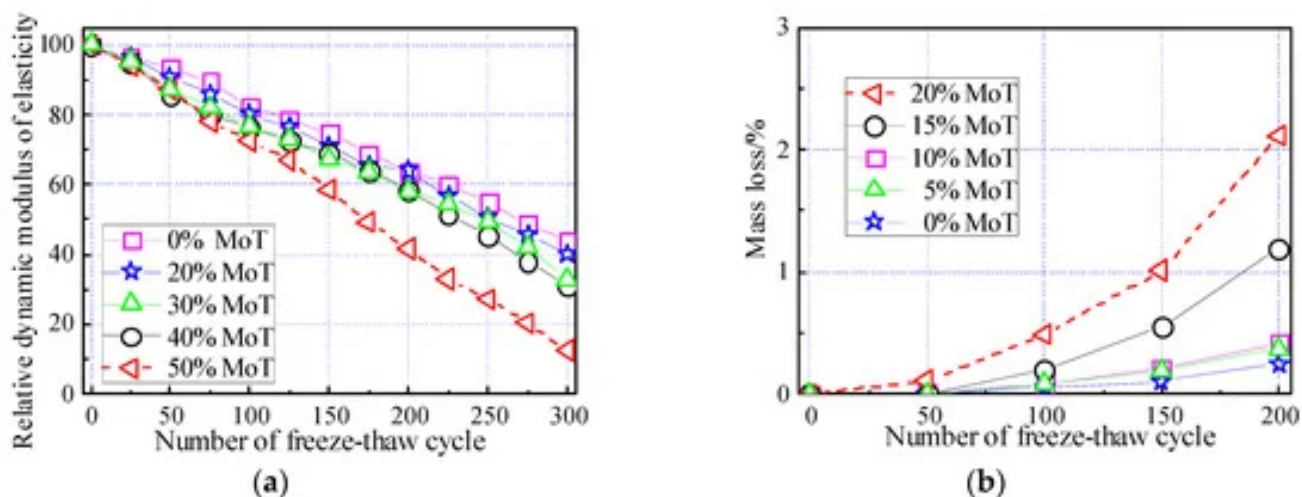 Relative dynamic modulus of elasticity
100
80
60
40
20
0
0% MoT
20% MoT
30% MoT
40% MoT
50% MoT
0 50 100 150 200 250 300
Number of freeze-thaw cycle
(a)
Mass loss/%
3
2
1
0
20% MoT
15% MoT
10% MoT
5% MoT
0% MoT
0 50 100 150 200
Number of freeze-thaw cycle
(b)